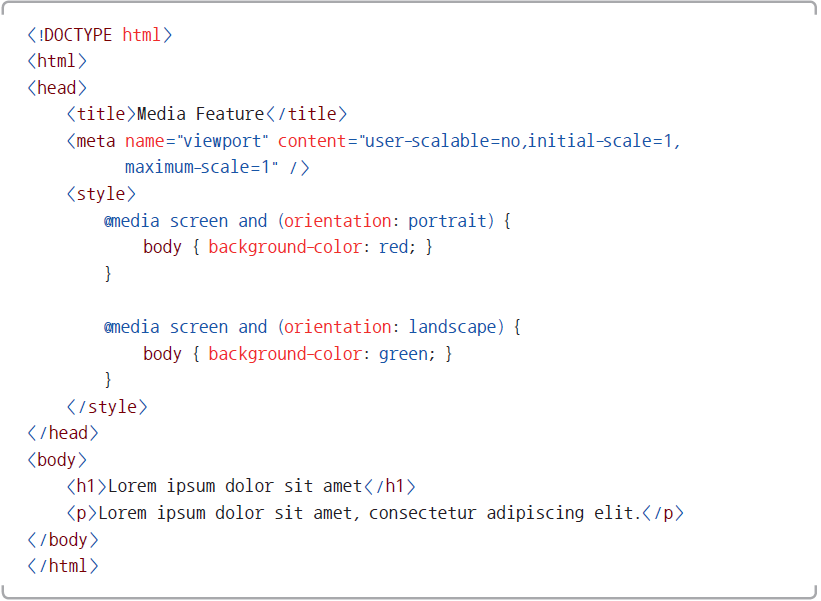 <!DOCTYPE html>
<html>
<head>
<title>Media Feature</title>
<meta name="viewport" content="user-scalable=no,initial-scale=1,
maximum-scale=1" />
<style>
@media screen and (orientation: portrait) {
body { background-color: red; }
}
@media screen and (orientation: landscape) {
body { background-color: green; }
}
</style>
</head>
<body>
<h1>Lorem ipsum dolor sit amet</h1>
<p>Lorem ipsum dolor sit amet, consectetur adipiscing elit.</p>
</body>
</html>